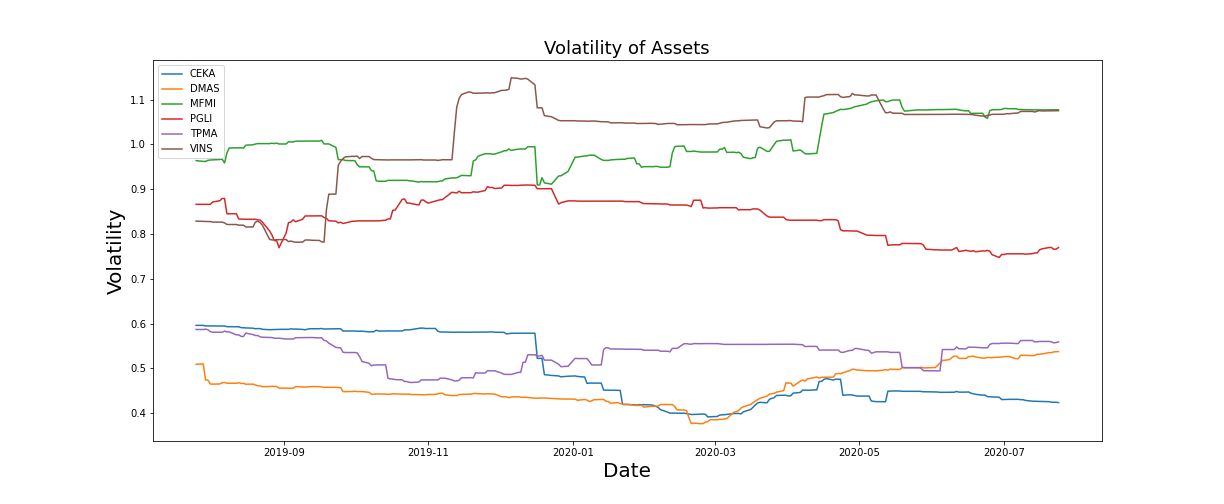 Volatility of Assets
CEKA
DMAS
MFMI
PGLI
TPMA
VINS
Volatility
1.1
1.0
0.9
0.8
0.7
0.6
0.5
0.4
2019-09
2019-11
2020-01
2020-03
2020-05
2020-07
Date